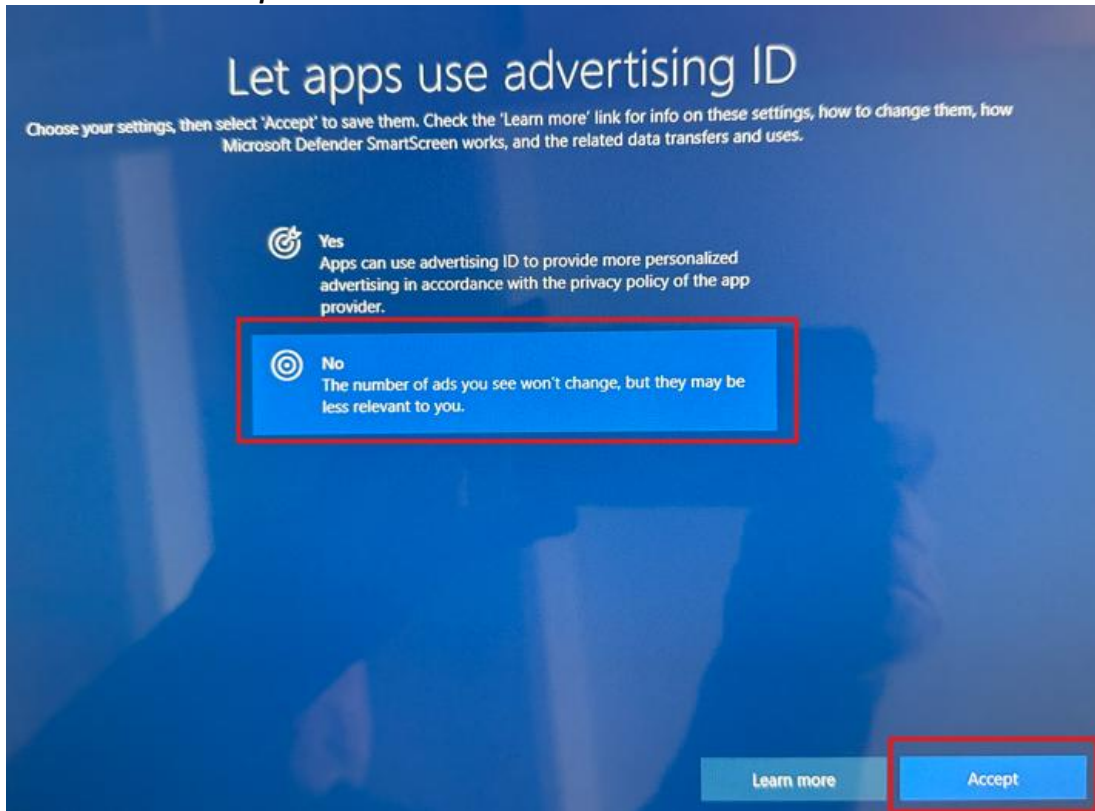 Let apps use advertising ID
Choose your settings, then select 'Accept' to save them. Check the 'Learn more' link for info on these settings, how to change them, how
Microsoft Defender SmartScreen works, and the related data transfers and uses.
Yes
Apps can use advertising ID to provide more personalized
advertising in accordance with the privacy policy of the app
provider.
No
The number of ads you see won't change, but they may be
less relevant to you.
Learn more
Accept